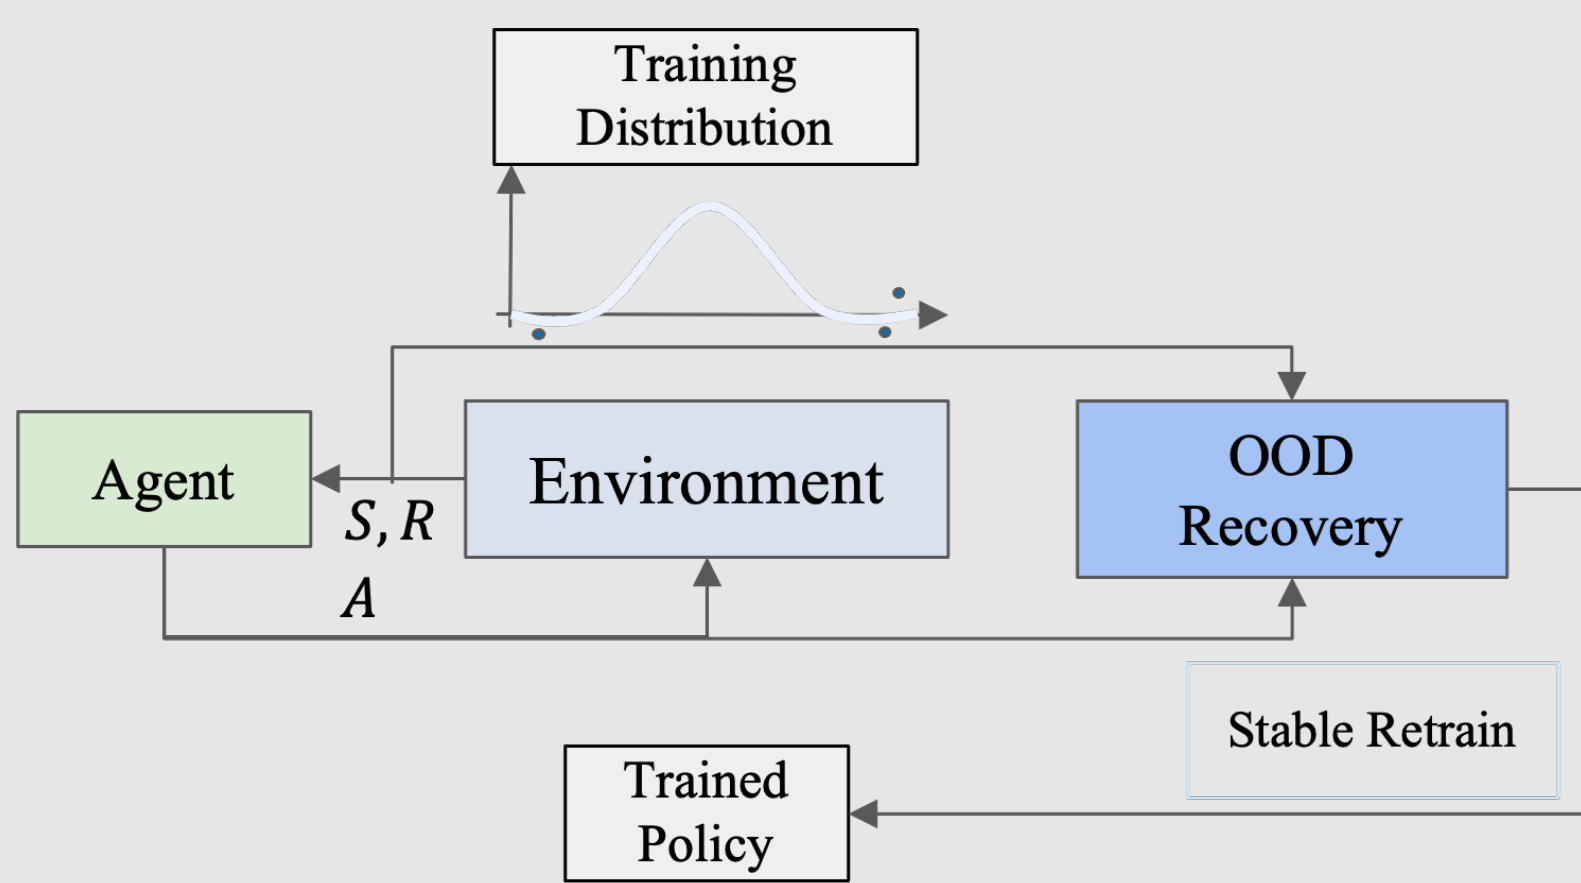 Training
Distribution
Agent
S, R
A
Environment
OOD
Recovery
Stable Retrain
Trained
Policy